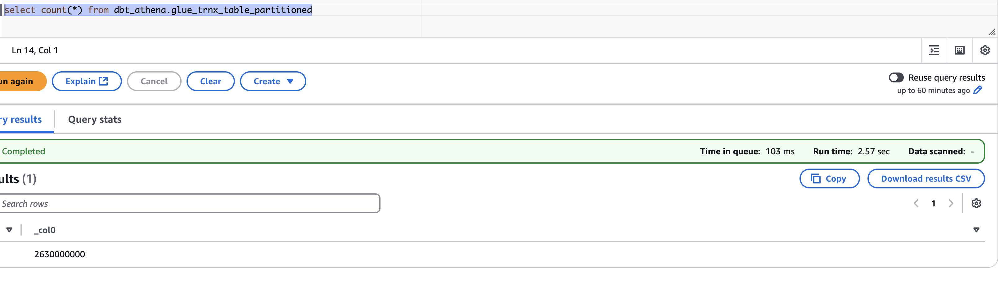 select count(*) from dbt_athena.glue_trnx_table_partitioned
Ln 14, Col 1
un again Explain Cancel Clear Create
Reuse query results
up to 60 minutes ago
ry results Query stats
Completed Time in queue: 103 ms Run time: 2.57 sec Data scanned: -
ults (1) Copy Download results CSV
Search rows 1
_col0
2630000000